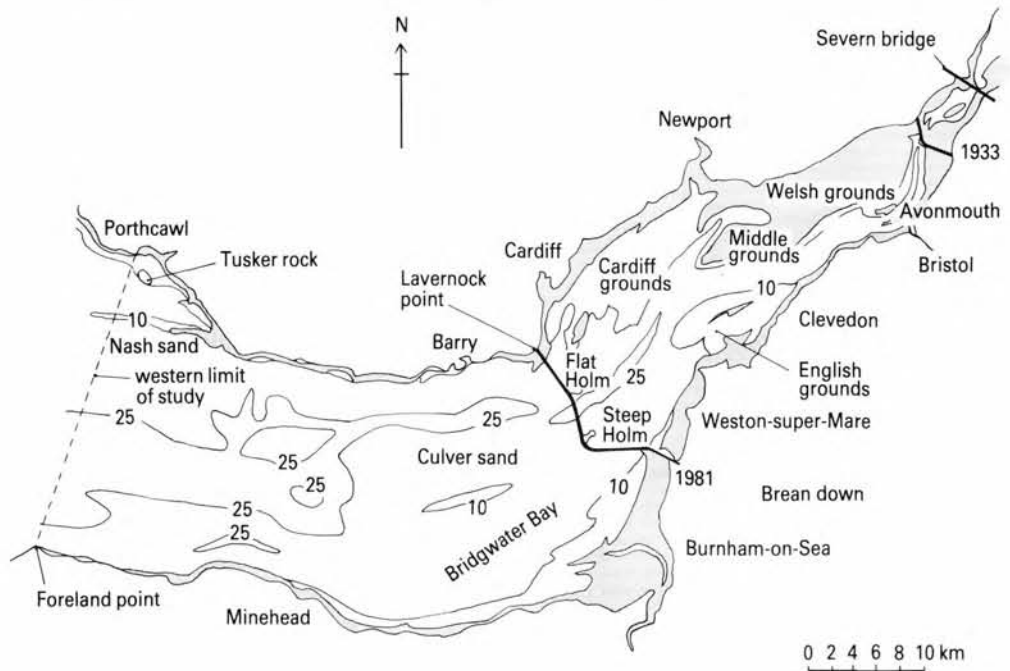 N
Severn bridge
Newport
1933
Welsh grounds
Porthcawl
Avonmouth
Tusker rock
Cardiff
Middle
grounds
Lavernock
point
Cardiff
grounds
Bristol
10
10
Nash sand
Barry
Clevedon
Flat
Holm
25
English
grounds
western limit
of study
25
Steep
Holm
Weston-super-Mare
25
Culver sand
1981
25
10
10
Brean down
25
25
Bridgwater Bay
Burnham-on-Sea
Foreland point
Minehead
0 2 4 6 8 10 km